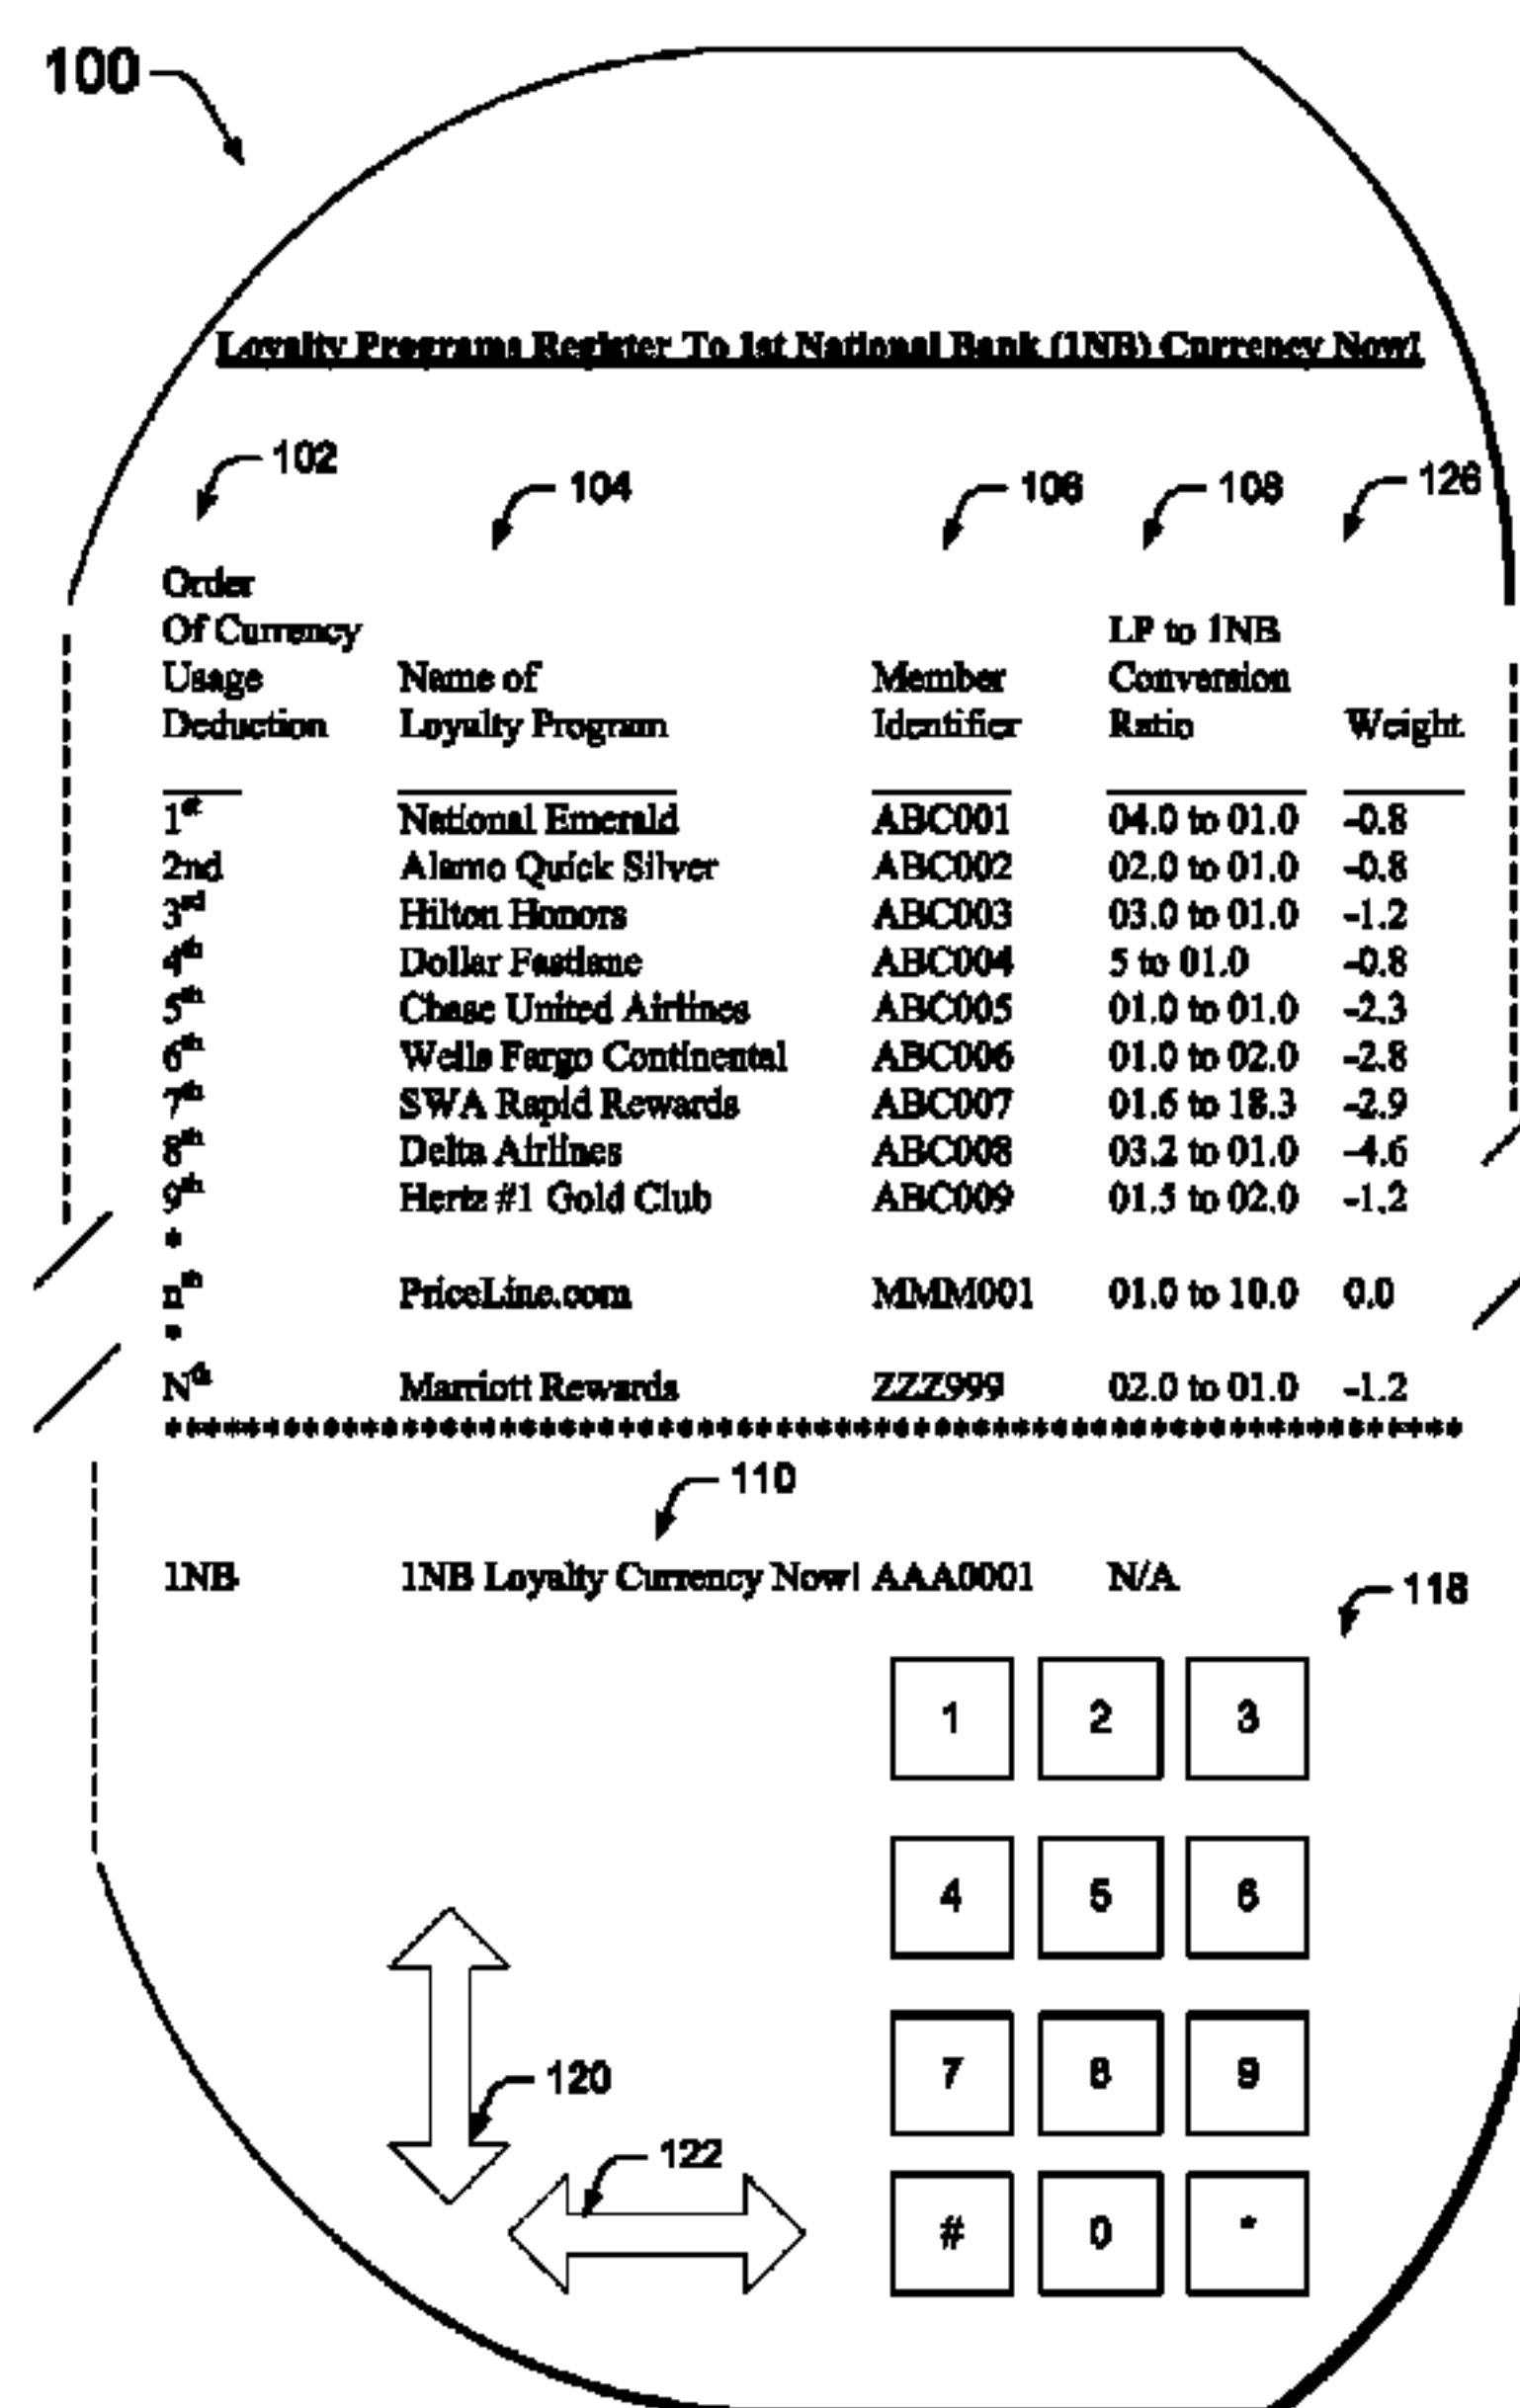 100
Loyalty Programs Register To 1st National Bank (1NB) Currency Now!
102 104 106 108 126
Order
Of Currency LP to 1NB
Usage Name of Member Conversion
Deduction Loyalty Program Identifier Ratio Weight
1st National Emerald ABC001 04.0 to 01.0 -0.8
2nd Alamo Quick Silver ABC002 02.0 to 01.0 -0.8
3rd Hilton Honors ABC003 03.0 to 01.0 -1.2
4th Dollar Fastlane ABC004 5 to 01.0 -0.8
5th Chase United Airlines ABC005 01.0 to 01.0 -2.3
6th Wells Fargo Continental ABC006 01.0 to 02.0 -2.8
7th SWA Rapid Rewards ABC007 01.6 to 18.3 -2.9
8th Delta Airlines ABC008 03.2 to 01.0 -4.6
9th Hertz #1 Gold Club ABC009 01.5 to 02.0 -1.2
*
nth PriceLine.com MMM001 01.0 to 10.0 0.0
*
Nth Marriott Rewards ZZZ999 02.0 to 01.0 -1.2
110
1NB 1NB Loyalty Currency Now! AAA0001 N/A
118
1 2 3
4 5 6
7 8 9
120
122
# 0 *